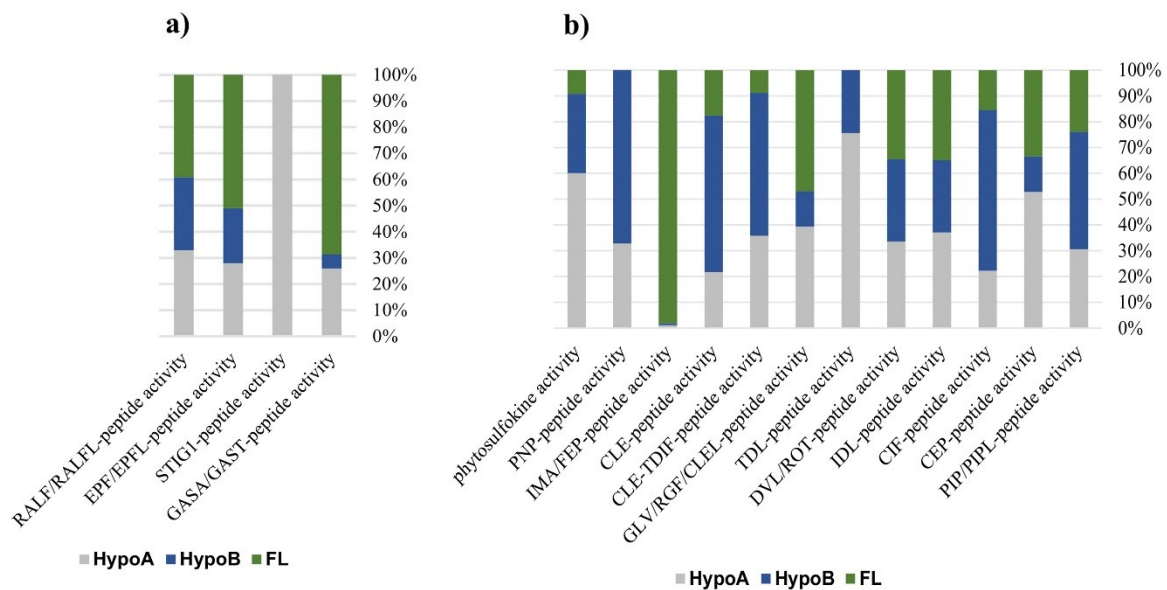 a)
100%
90%
80%
70%
60%
50%
40%
30%
20%
10%
0%
RALF/RALFL-peptide activity
EPF/EPFL-peptide activity
STIG1-peptide activity
GASA/GAST-peptide activity
HypoA HypoB FL
b)
100%
90%
80%
70%
60%
50%
40%
30%
20%
10%
0%
phytosulfokine activity
PNP-peptide activity
IMA/FEP-peptide activity
CLE-peptide activity
CLE-TDIF-peptide activity
GLV/RGF/CLEL-peptide activity
TDL-peptide activity
DVL/ROT-peptide activity
IDL-peptide activity
CIF-peptide activity
CEP-peptide activity
PIP/PIPL-peptide activity
HypoA HypoB FL